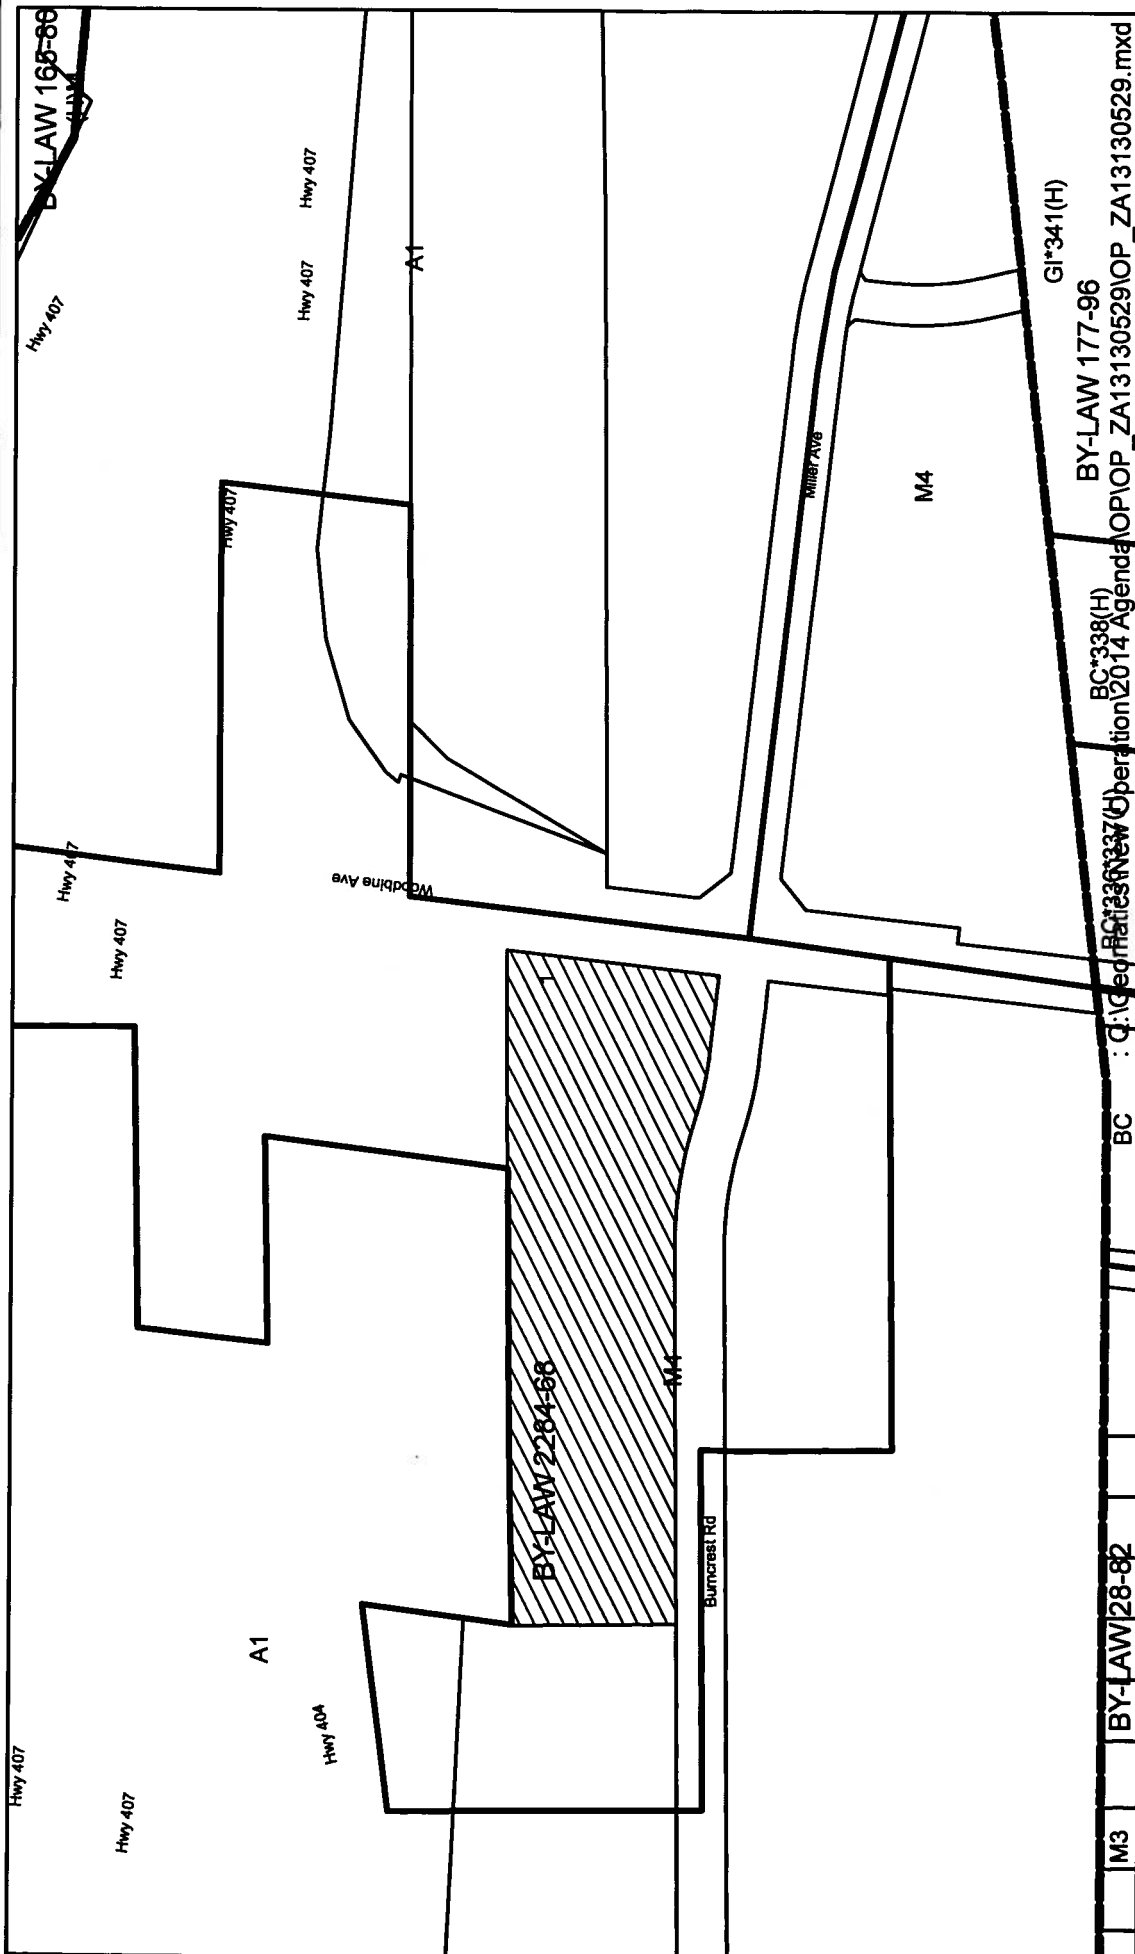 Hwy 407
BY-LAW 165-80
Hwy 407
Hwy 407
Hwy 407
Hwy 407
Hwy 407
A1
Hwy 407
Hwy 407
Hwy 404
Woodbine Ave
A1
BY-LAW 2284-68
M4
Burncrest Rd
Miller Ave
M4
GI*341(H)
BY-LAW 177-96
BC*338(H)
BC*336*337(H)
BC
BY-LAW 28-82
M3
: Q:\Geomatics\New Operation\2014 Agenda\OP\OP_ZA13130529\OP_ZA13130529.mxd